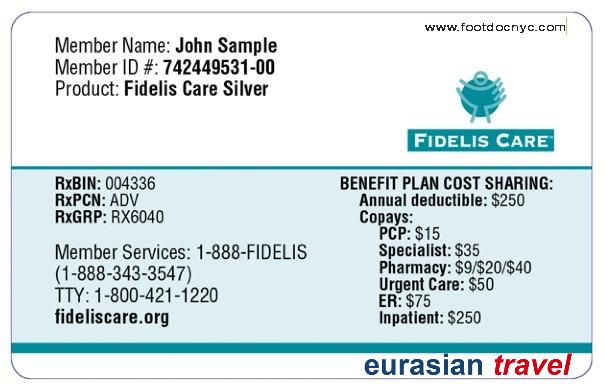 www.footdocnyc.com
Member Name: John Sample
Member ID #: 742449531-00
Product: Fidelis Care Silver
FIDELIS CARE™
RxBIN: 004336
RxPCN: ADV
RxGRP: RX6040
Member Services: 1-888-FIDELIS
(1-888-343-3547)
TTY: 1-800-421-1220
fideliscare.org
BENEFIT PLAN COST SHARING:
Annual deductible: $250
Copays:
PCP: $15
Specialist: $35
Pharmacy: $9/$20/$40
Urgent Care: $50
ER: $75
Inpatient: $250
eurasian travel